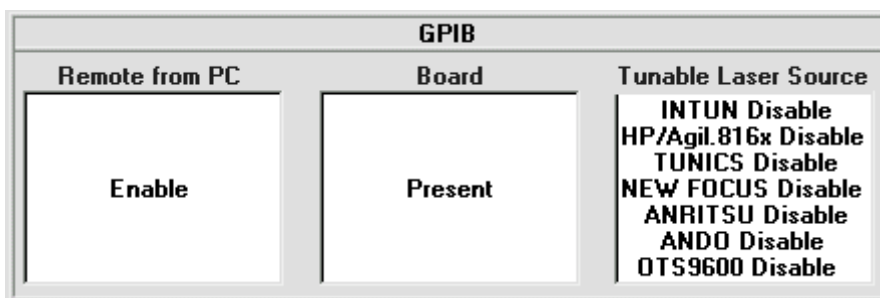 GPIB
Remote from PC
Board
Tunable Laser Source
Enable
Present
INTUN Disable
HP/Agil.816x Disable
TUNICS Disable
NEW FOCUS Disable
ANRITSU Disable
ANDO Disable
OTS9600 Disable